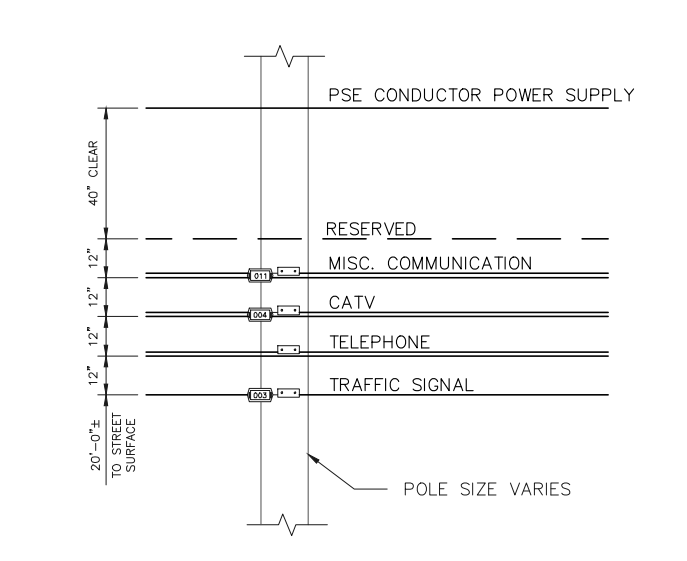 PSE CONDUCTOR POWER SUPPLY
40" CLEAR
RESERVED
12"
MISC. COMMUNICATION
011
12"
CATV
004
12"
TELEPHONE
12"
TRAFFIC SIGNAL
003
20'-0"±
TO STREET
SURFACE
POLE SIZE VARIES